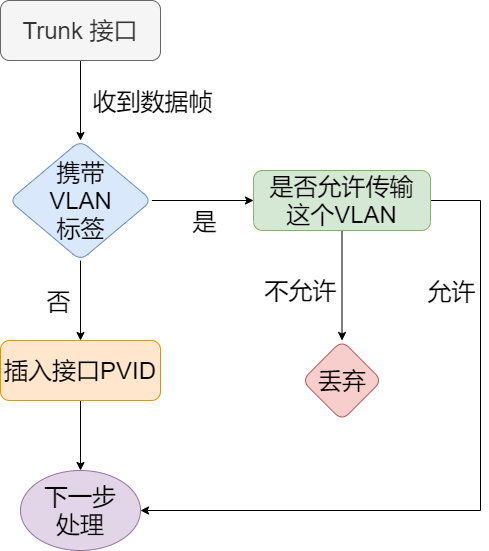 Trunk 接口
收到数据帧
携带
VLAN
标签
是
是否允许传输
这个VLAN
否
不允许
允许
插入接口PVID
丢弃
下一步
处理